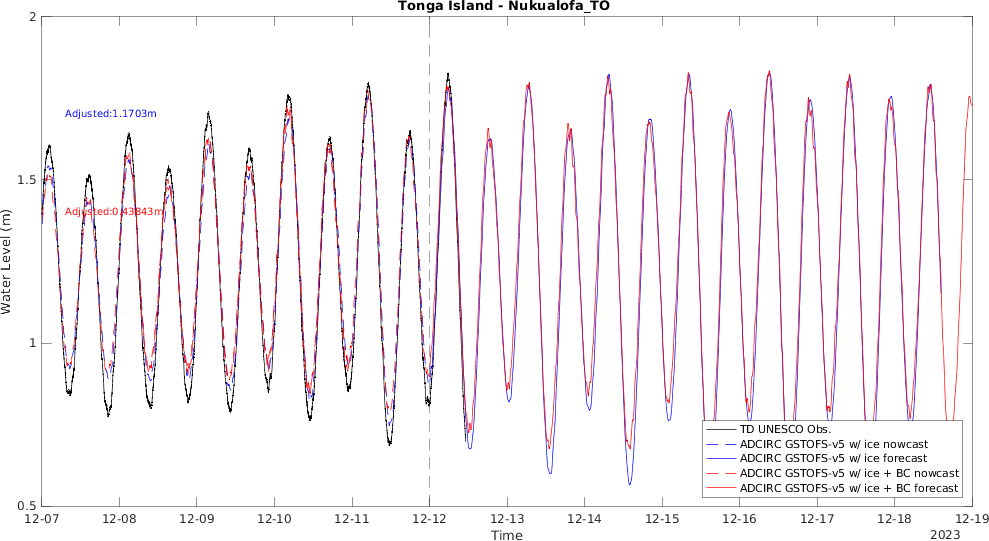 Tonga Island - Nukualofa_TO
2
Adjusted:1.1703m
1.5
Adjusted:0.43843m
Water Level (m)
1
TD UNESCO Obs.
ADCIRC GSTOFS-v5 w/ ice nowcast
ADCIRC GSTOFS-v5 w/ ice forecast
ADCIRC GSTOFS-v5 w/ ice + BC nowcast
ADCIRC GSTOFS-v5 w/ ice + BC forecast
0.5
12-07 12-08 12-09 12-10 12-11 12-12 12-13 12-14 12-15 12-16 12-17 12-18 12-19
Time
2023